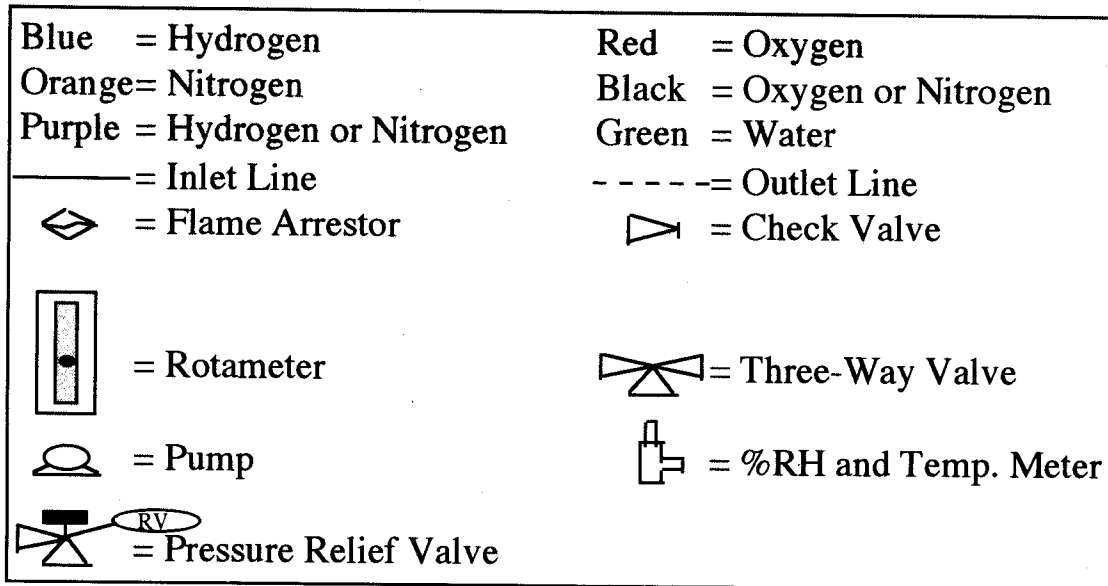 Blue = Hydrogen Red = Oxygen
Orange= Nitrogen Black = Oxygen or Nitrogen
Purple = Hydrogen or Nitrogen Green = Water
= Inlet Line = Outlet Line
= Flame Arrestor = Check Valve
= Rotameter = Three-Way Valve
= Pump = %RH and Temp. Meter
RV
= Pressure Relief Valve